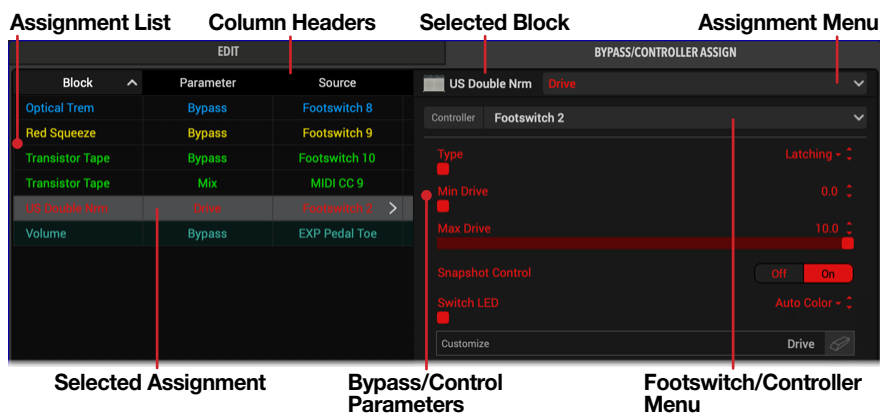 Assignment List Column Headers Selected Block Assignment Menu
EDIT BYPASS/CONTROLLER ASSIGN
Block Parameter Source US Double Nrm Drive
Optical Trem Bypass Footswitch 8
Controller Footswitch 2
Red Squeeze Bypass Footswitch 9
Transistor Tape Bypass Footswitch 10
Type Latching
Transistor Tape Mix MIDI CC 9
Min Drive 0.0
US Double Nrm Drive Footswitch 2
Volume Bypass EXP Pedal Toe
Max Drive 10.0
Snapshot Control Off On
Switch LED Auto Color
Customize Drive
Selected Assignment Bypass/Control Parameters Footswitch/Controller Menu